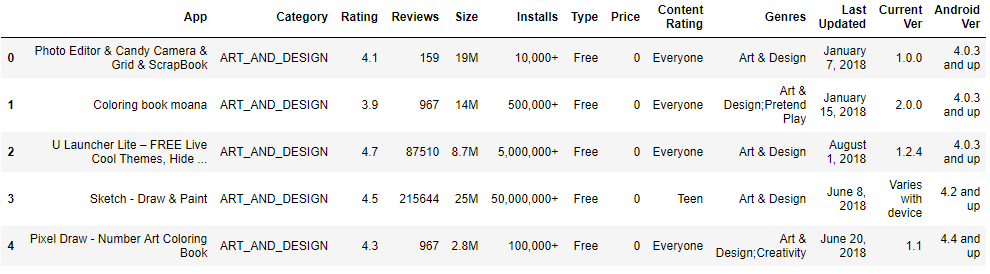 App Category Rating Reviews Size Installs Type Price Content Rating Genres Last Updated Current Ver Android Ver
0 Photo Editor & Candy Camera & Grid & ScrapBook ART_AND_DESIGN 4.1 159 19M 10,000+ Free 0 Everyone Art & Design January 7, 2018 1.0.0 4.0.3 and up
1 Coloring book moana ART_AND_DESIGN 3.9 967 14M 500,000+ Free 0 Everyone Art & Design;Pretend Play January 15, 2018 2.0.0 4.0.3 and up
2 U Launcher Lite – FREE Live Cool Themes, Hide ... ART_AND_DESIGN 4.7 87510 8.7M 5,000,000+ Free 0 Everyone Art & Design August 1, 2018 1.2.4 4.0.3 and up
3 Sketch - Draw & Paint ART_AND_DESIGN 4.5 215644 25M 50,000,000+ Free 0 Teen Art & Design June 8, 2018 Varies with device 4.2 and up
4 Pixel Draw - Number Art Coloring Book ART_AND_DESIGN 4.3 967 2.8M 100,000+ Free 0 Everyone Art & Design;Creativity June 20, 2018 1.1 4.4 and up